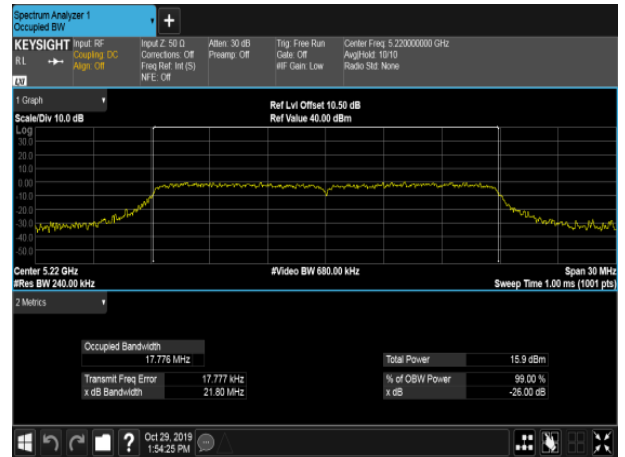 Spectrum Analyzer 1
Occupied BW
+
KEYSIGHT
RL
LXI
Input: RF
Coupling: DC
Align: Off
Input Z: 50 Ω
Corrections: Off
Freq Ref: Int (S)
NFE: Off
Atten: 30 dB
Preamp: Off
Trig: Free Run
Gate: Off
#IF Gain: Low
Center Freq: 5.220000000 GHz
Avg|Hold: 10/10
Radio Std: None
1 Graph
Scale/Div 10.0 dB
Ref Lvl Offset 10.50 dB
Ref Value 40.00 dBm
Log
30.0
20.0
10.0
0.00
-10.0
-20.0
-30.0
-40.0
-50.0
Center 5.22 GHz
#Res BW 240.00 kHz
#Video BW 680.00 kHz
Span 30 MHz
Sweep Time 1.00 ms (1001 pts)
2 Metrics
Occupied Bandwidth
17.776 MHz
Transmit Freq Error 17.777 kHz
x dB Bandwidth 21.80 MHz
Total Power 15.9 dBm
% of OBW Power 99.00 %
x dB -26.00 dB
?
Oct 29, 2019
1:54:25 PM